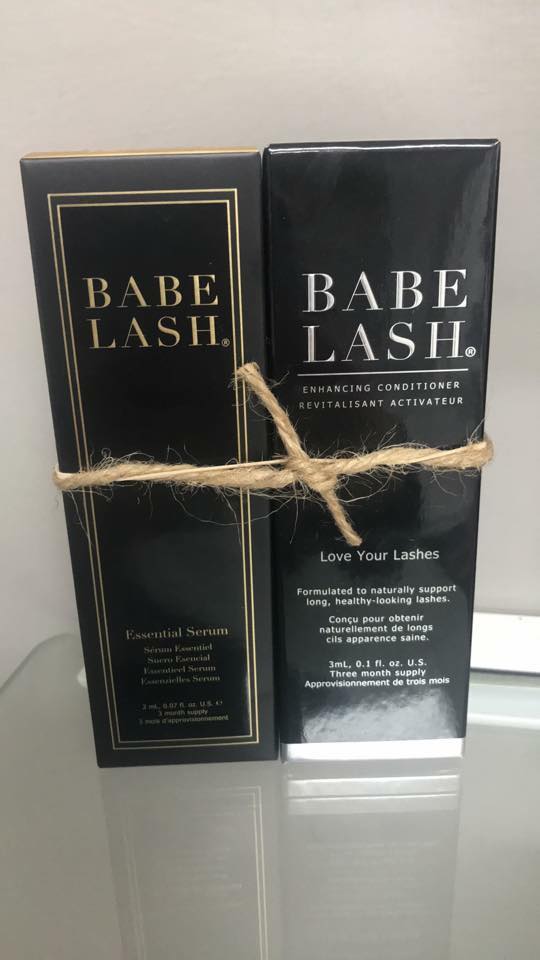 BABE
LASH®
Essential Serum
Sérum Essentiel
Suero Esencial
Essentieel Serum
Essenzielles Serum
2 mL, 0.07 fl. oz. U.S. ℮
3 month supply
3 mois d'approvisionnement
BABE
LASH®
ENHANCING CONDITIONER
REVITALISANT ACTIVATEUR
Love Your Lashes
Formulated to naturally support
long, healthy-looking lashes.
Conçu pour obtenir
naturellement de longs
cils apparence saine.
3mL, 0.1 fl. oz. U.S.
Three month supply
Approvisionnement de trois mois